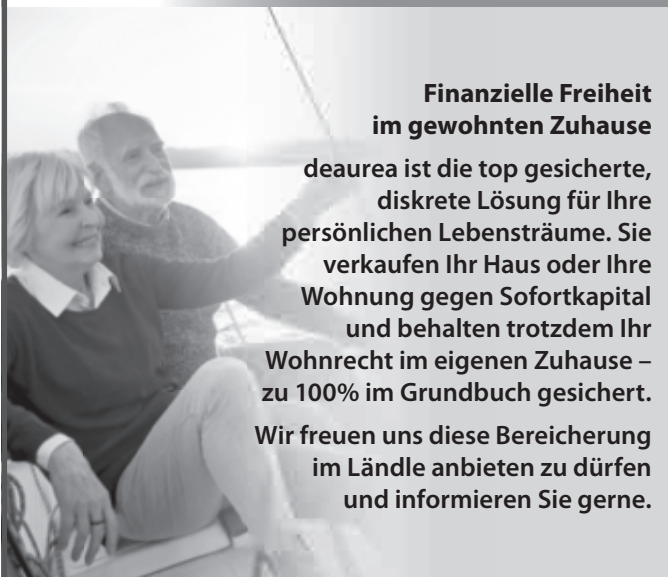 Finanzielle Freiheit
im gewohnten Zuhause
deaurea ist die top gesicherte,
diskrete Lösung für Ihre
persönlichen Lebensträume. Sie
verkaufen Ihr Haus oder Ihre
Wohnung gegen Sofortkapital
und behalten trotzdem Ihr
Wohnrecht im eigenen Zuhause –
zu 100% im Grundbuch gesichert.
Wir freuen uns diese Bereicherung
im Ländle anbieten zu dürfen
und informieren Sie gerne.